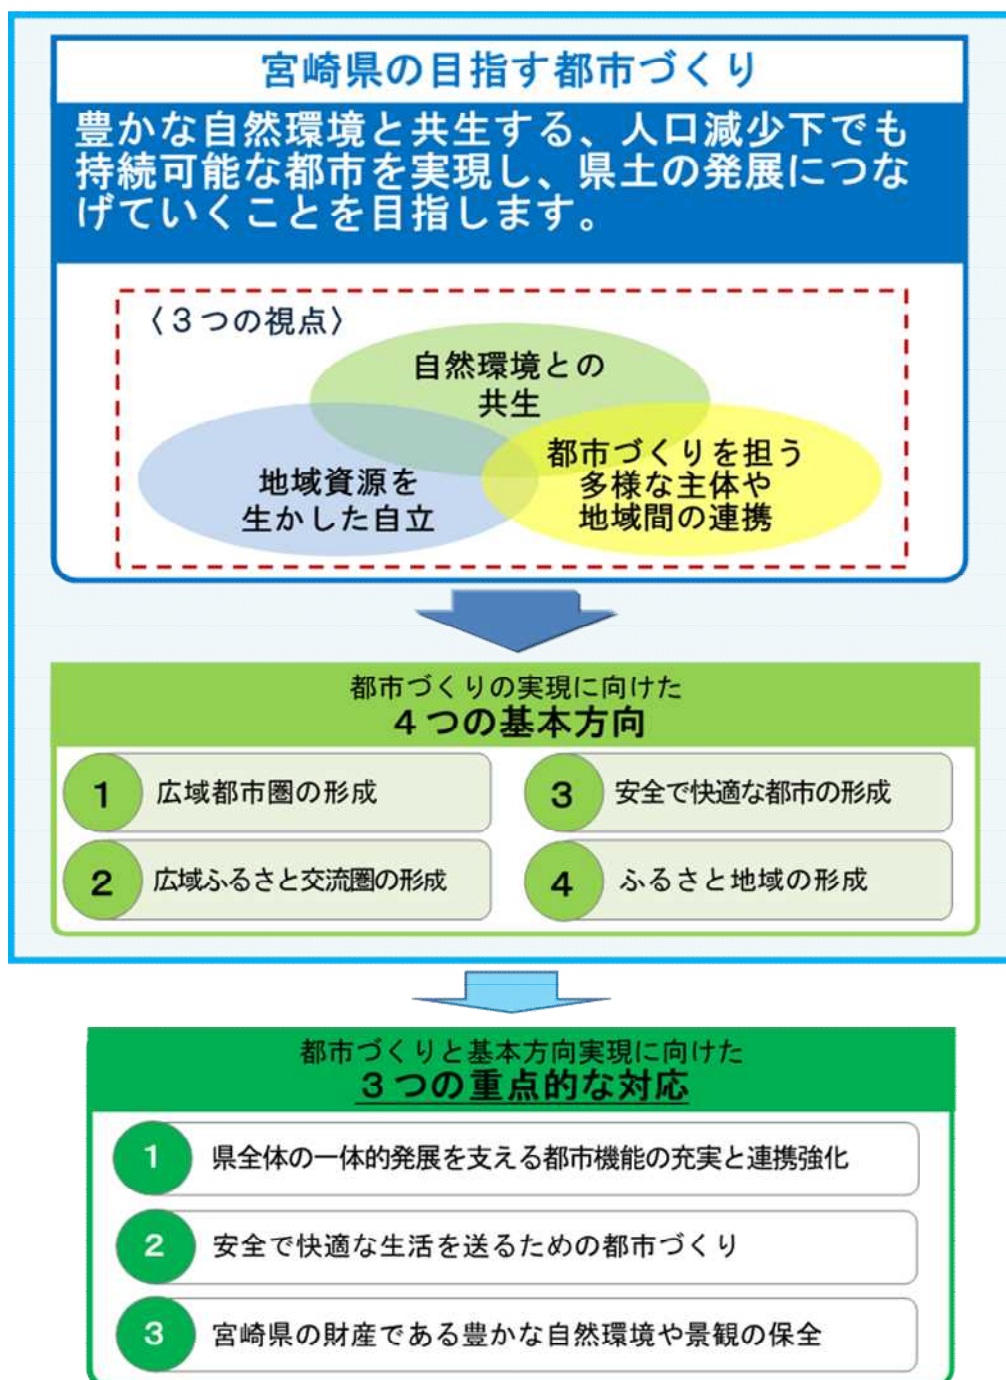 宮崎県の目指す都市づくり
豊かな自然環境と共生する、人口減少下でも
持続可能な都市を実現し、県土の発展につな
げていくことを目指します。
〈３つの視点〉
自然環境との
共生
地域資源を
生かした自立
都市づくりを担う
多様な主体や
地域間の連携
都市づくりの実現に向けた
４つの基本方向
1 広域都市圏の形成
2 広域ふるさと交流圏の形成
3 安全で快適な都市の形成
4 ふるさと地域の形成
都市づくりと基本方向実現に向けた
３つの重点的な対応
1 県全体の一体的発展を支える都市機能の充実と連携強化
2 安全で快適な生活を送るための都市づくり
3 宮崎県の財産である豊かな自然環境や景観の保全